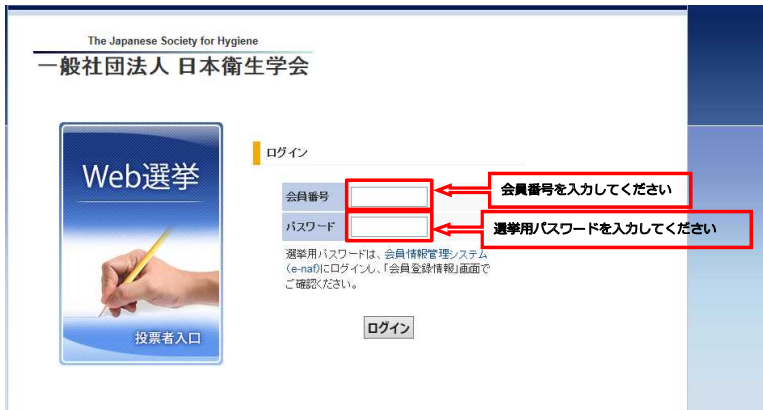 The Japanese Society for Hygiene
一般社団法人 日本衛生学会
Web選挙
投票者入口
ログイン
会員番号
会員番号を入力してください
パスワード
選挙用パスワードを入力してください
選挙用パスワードは、会員情報管理システム
(e-naf)にログインし、「会員登録情報」画面で
ご確認ください。
ログイン